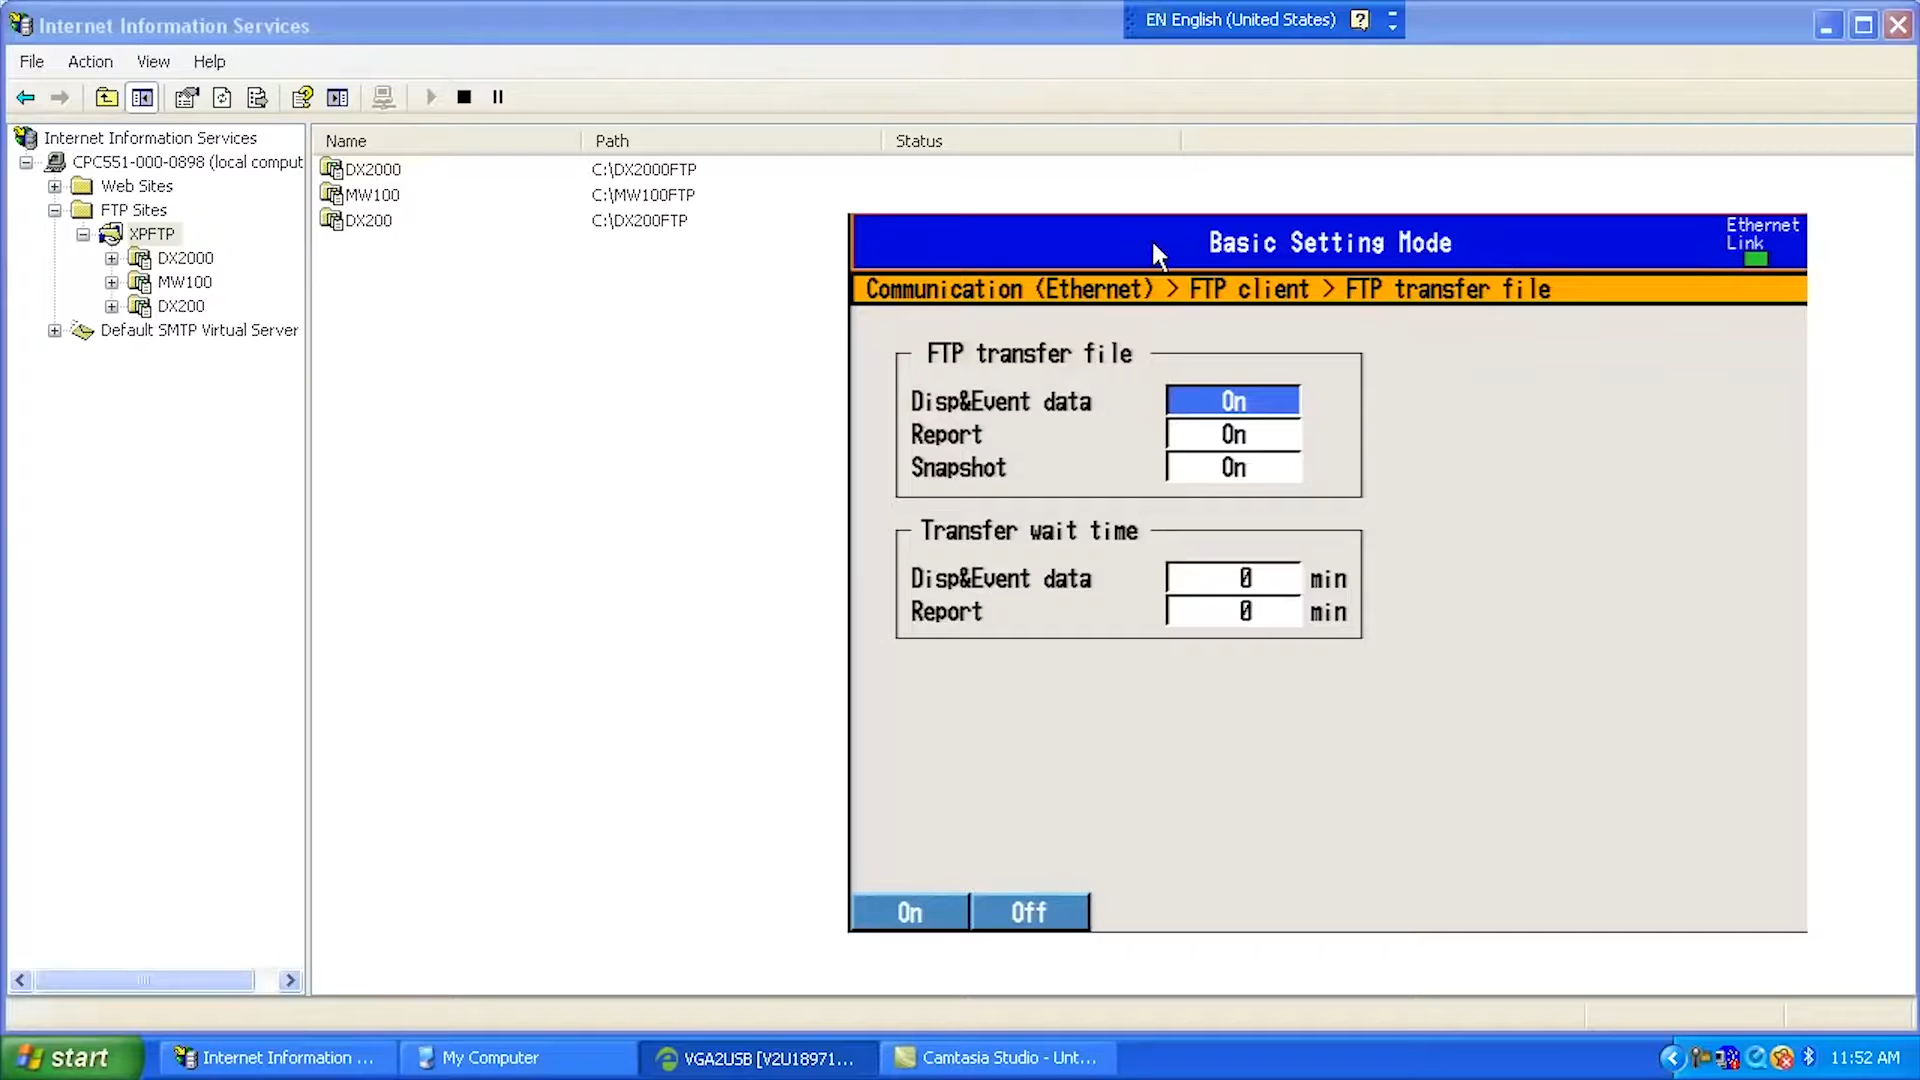 Internet Information Services
EN English (United States)
File Action View Help
Internet Information Services
CPC551-000-0898 (local comput
Web Sites
FTP Sites
XPFTP
DX2000
MW100
DX200
Default SMTP Virtual Server
Name Path Status
DX2000 C:\DX2000FTP
MW100 C:\MW100FTP
DX200 C:\DX200FTP
Basic Setting Mode
Ethernet
Link
Communication (Ethernet) > FTP client > FTP transfer file
FTP transfer file
Disp&Event data On
Report On
Snapshot On
Transfer wait time
Disp&Event data 0 min
Report 0 min
On Off
start Internet Information ... My Computer VGA2USB [V2U18971... Camtasia Studio - Unt... 11:52 AM